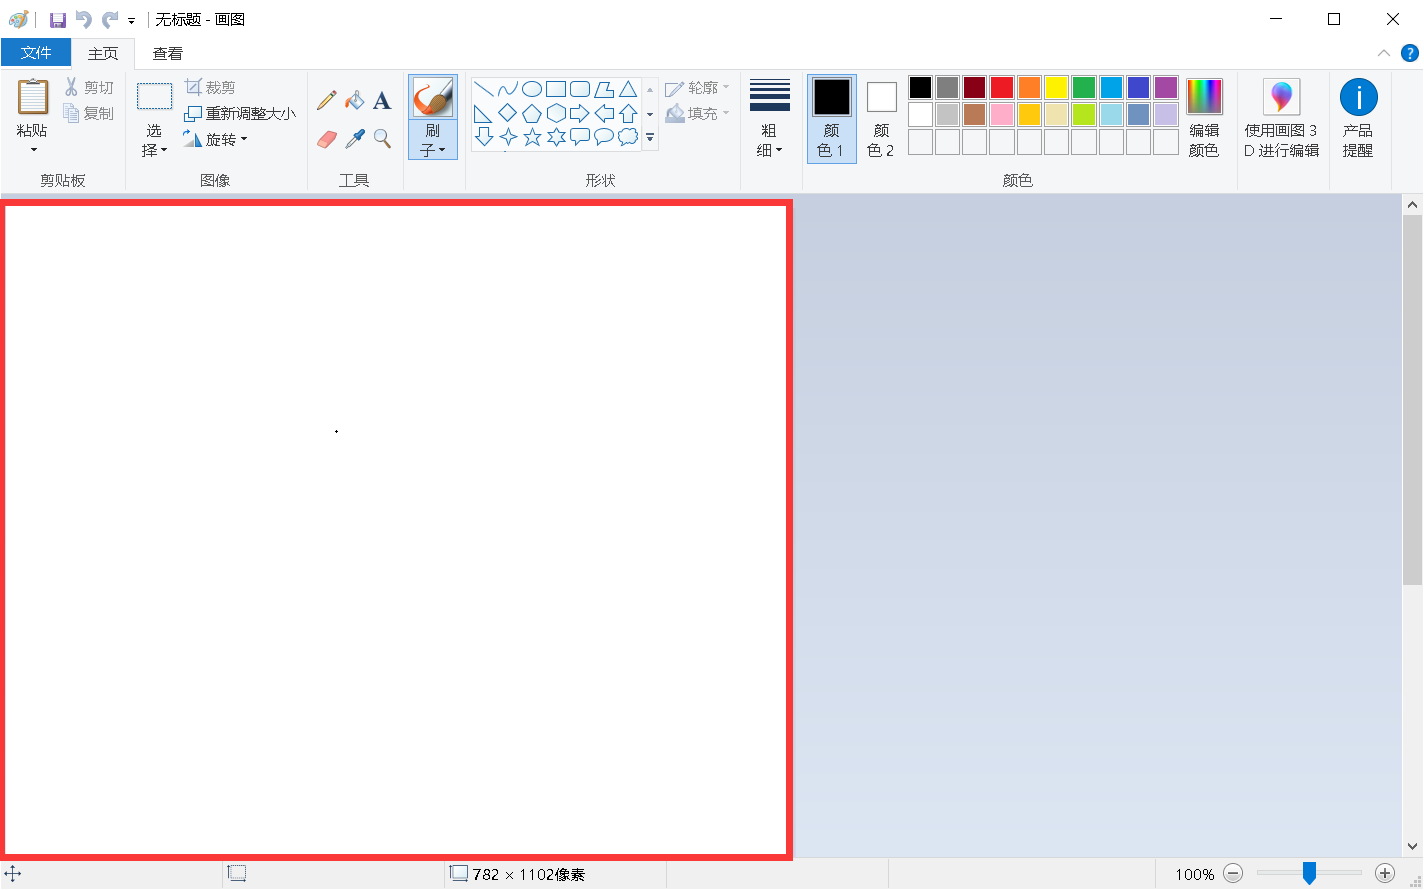 无标题 - 画图
文件 主页 查看
粘贴
剪切
复制
剪贴板
选
择
裁剪
重新调整大小
旋转
图像
A
工具
刷
子
轮廓
填充
形状
粗
细
颜
色 1
颜
色 2
编辑
颜色
颜色
使用画图 3
D 进行编辑
产品
提醒
782 × 1102像素
100%